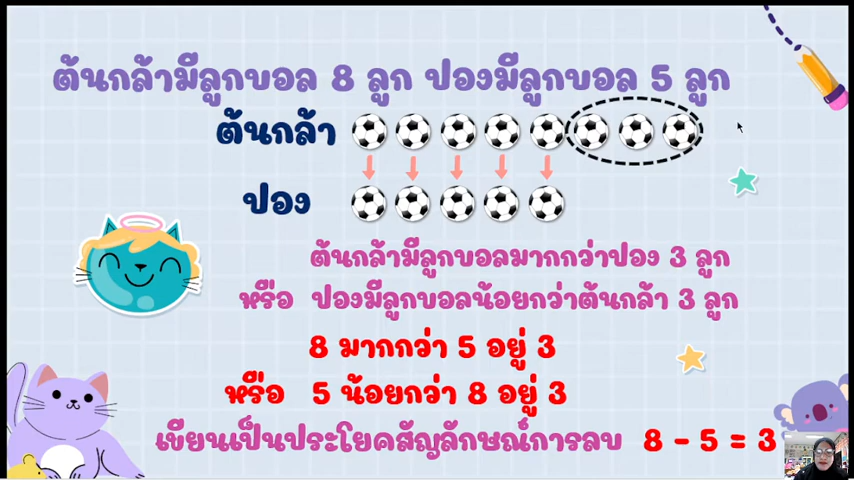 ต้นกล้ามีลูกบอล 8 ลูก ปองมีลูกบอล 5 ลูก
ต้นกล้า
ปอง
ต้นกล้ามีลูกบอลมากกว่าปอง 3 ลูก
หรือ ปองมีลูกบอลน้อยกว่าต้นกล้า 3 ลูก
8 มากกว่า 5 อยู่ 3
หรือ 5 น้อยกว่า 8 อยู่ 3
เขียนเป็นประโยคสัญลักษณ์การลบ 8 - 5 = 3